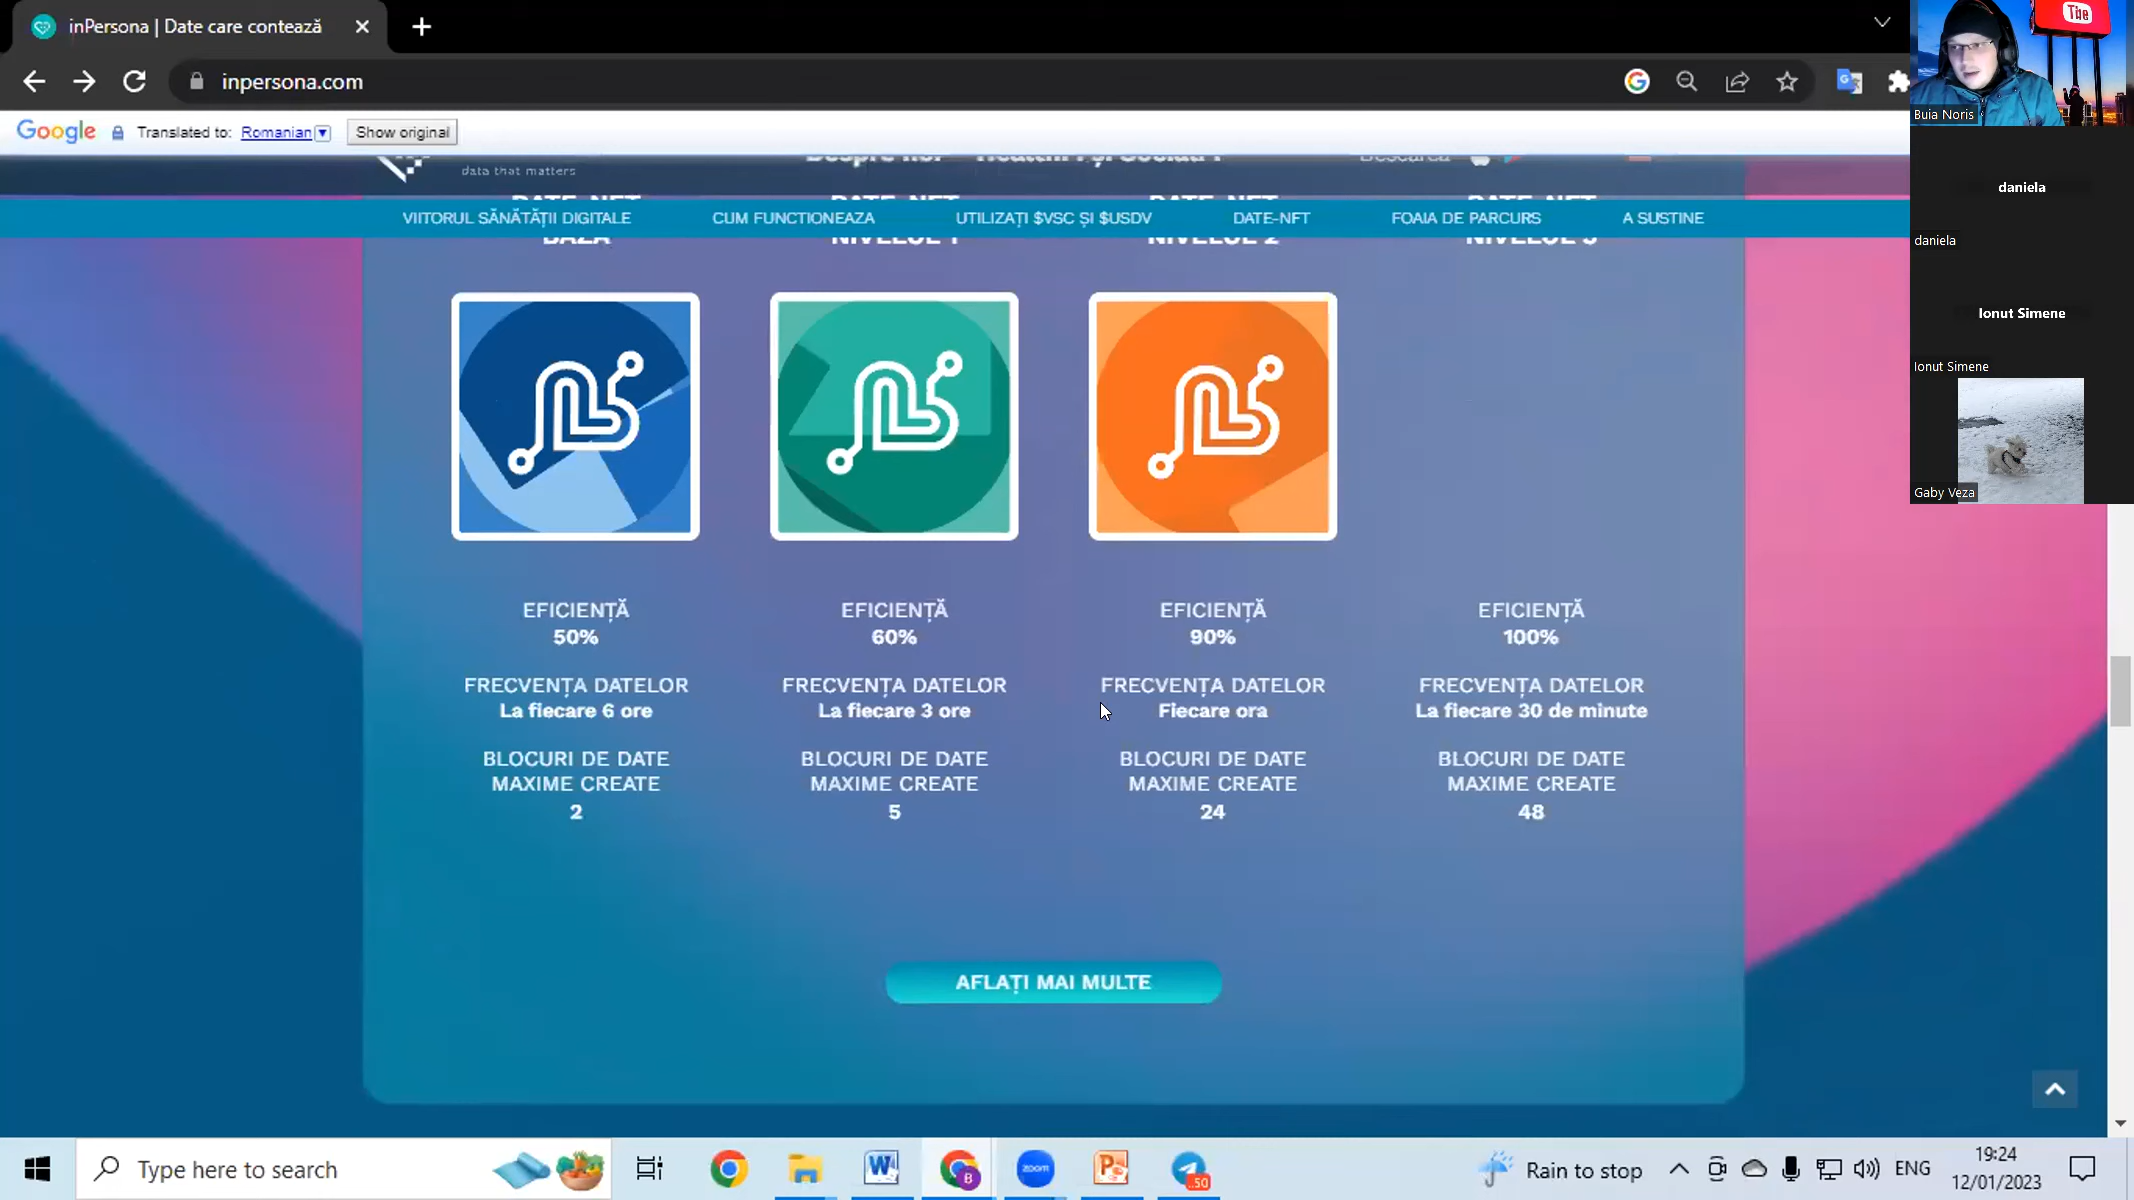 inPersona | Date care contează
inpersona.com
Google Translated to: Romanian Show original
data that matters
VIITORUL SĂNĂTĂȚII DIGITALE CUM FUNCTIONEAZA UTILIZAȚI $VSC ȘI $USDV DATE-NFT FOAIA DE PARCURS A SUSTINE
EFICIENȚĂ EFICIENȚĂ EFICIENȚĂ EFICIENȚĂ
50% 60% 90% 100%
FRECVENȚA DATELOR FRECVENȚA DATELOR FRECVENȚA DATELOR FRECVENȚA DATELOR
La fiecare 6 ore La fiecare 3 ore Fiecare ora La fiecare 30 de minute
BLOCURI DE DATE BLOCURI DE DATE BLOCURI DE DATE BLOCURI DE DATE
MAXIME CREATE MAXIME CREATE MAXIME CREATE MAXIME CREATE
2 5 24 48
AFLAȚI MAI MULTE
Buia Noris
daniela
daniela
Ionut Simene
Ionut Simene
Gaby Veza
Type here to search
zoom
.50
Rain to stop
ENG
19:24
12/01/2023